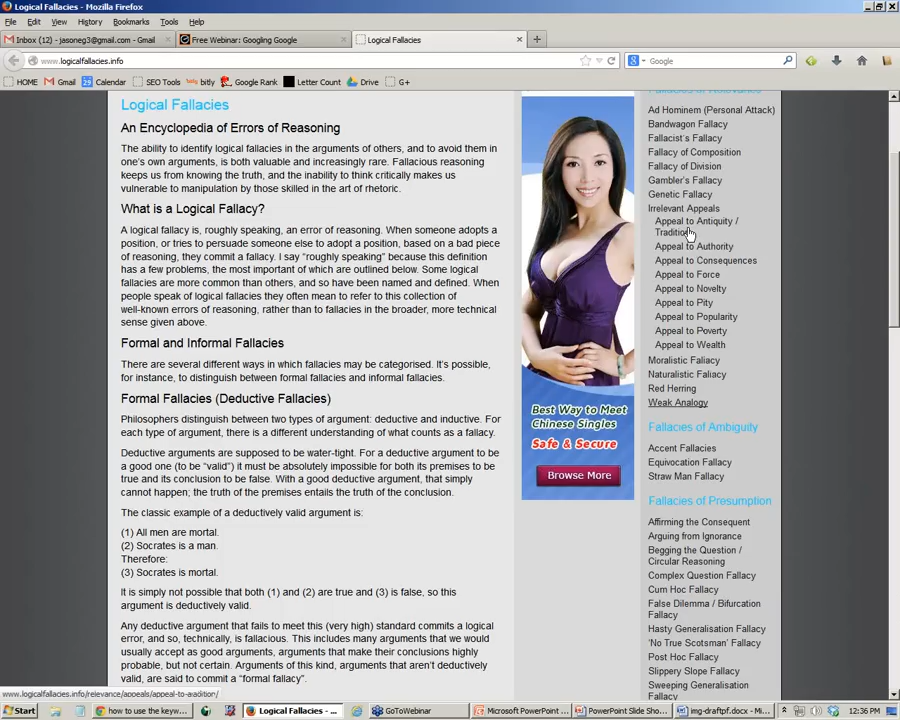 Logical Fallacies - Mozilla Firefox
File Edit View History Bookmarks Tools Help
Inbox (12) - jasoneg3@gmail.com - Gmail
Free Webinar: Googling Google
Logical Fallacies
www.logicalfallacies.info
Google
HOME Gmail Calendar SEO Tools bitly Google Rank Letter Count Drive G+
Logical Fallacies
An Encyclopedia of Errors of Reasoning
The ability to identify logical fallacies in the arguments of others, and to avoid them in
one's own arguments, is both valuable and increasingly rare. Fallacious reasoning
keeps us from knowing the truth, and the inability to think critically makes us
vulnerable to manipulation by those skilled in the art of rhetoric.
What is a Logical Fallacy?
A logical fallacy is, roughly speaking, an error of reasoning. When someone adopts a
position, or tries to persuade someone else to adopt a position, based on a bad piece
of reasoning, they commit a fallacy. I say “roughly speaking” because this definition
has a few problems, the most important of which are outlined below. Some logical
fallacies are more common than others, and so have been named and defined. When
people speak of logical fallacies they often mean to refer to this collection of
well-known errors of reasoning, rather than to fallacies in the broader, more technical
sense given above.
Formal and Informal Fallacies
There are several different ways in which fallacies may be categorised. It's possible,
for instance, to distinguish between formal fallacies and informal fallacies.
Formal Fallacies (Deductive Fallacies)
Philosophers distinguish between two types of argument: deductive and inductive. For
each type of argument, there is a different understanding of what counts as a fallacy.
Deductive arguments are supposed to be water-tight. For a deductive argument to be
a good one (to be “valid”) it must be absolutely impossible for both its premises to be
true and its conclusion to be false. With a good deductive argument, that simply
cannot happen; the truth of the premises entails the truth of the conclusion.
The classic example of a deductively valid argument is:
(1) All men are mortal.
(2) Socrates is a man.
Therefore:
(3) Socrates is mortal.
It is simply not possible that both (1) and (2) are true and (3) is false, so this
argument is deductively valid.
Any deductive argument that fails to meet this (very high) standard commits a logical
error, and so, technically, is fallacious. This includes many arguments that we would
usually accept as good arguments, arguments that make their conclusions highly
probable, but not certain. Arguments of this kind, arguments that aren't deductively
valid, are said to commit a “formal fallacy”.
Best Way to Meet
Chinese Singles
Safe & Secure
Browse More
Fallacies of Relevance
Ad Hominem (Personal Attack)
Bandwagon Fallacy
Fallacist's Fallacy
Fallacy of Composition
Fallacy of Division
Gambler's Fallacy
Genetic Fallacy
Irrelevant Appeals
Appeal to Antiquity /
Tradition
Appeal to Authority
Appeal to Consequences
Appeal to Force
Appeal to Novelty
Appeal to Pity
Appeal to Popularity
Appeal to Poverty
Appeal to Wealth
Moralistic Fallacy
Naturalistic Fallacy
Red Herring
Weak Analogy
Fallacies of Ambiguity
Accent Fallacies
Equivocation Fallacy
Straw Man Fallacy
Fallacies of Presumption
Affirming the Consequent
Arguing from Ignorance
Begging the Question /
Circular Reasoning
Complex Question Fallacy
Cum Hoc Fallacy
False Dilemma / Bifurcation
Fallacy
Hasty Generalisation Fallacy
'No True Scotsman' Fallacy
Post Hoc Fallacy
Slippery Slope Fallacy
Sweeping Generalisation
Fallacy
www.logicalfallacies.info/relevance/appeals/appeal-to-tradition/
Start
how to use the keyw...
Logical Fallacies - ...
GoToWebinar
Microsoft PowerPoint ...
PowerPoint Slide Sho...
img-draftpf.docx - M...
12:36 PM